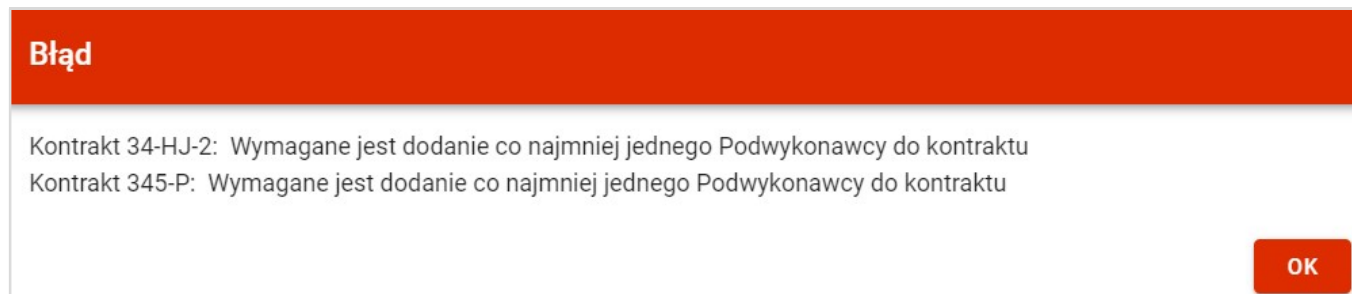 Błąd
Kontrakt 34-HJ-2:  Wymagane jest dodanie co najmniej jednego Podwykonawcy do kontraktu
Kontrakt 345-P:  Wymagane jest dodanie co najmniej jednego Podwykonawcy do kontraktu
OK